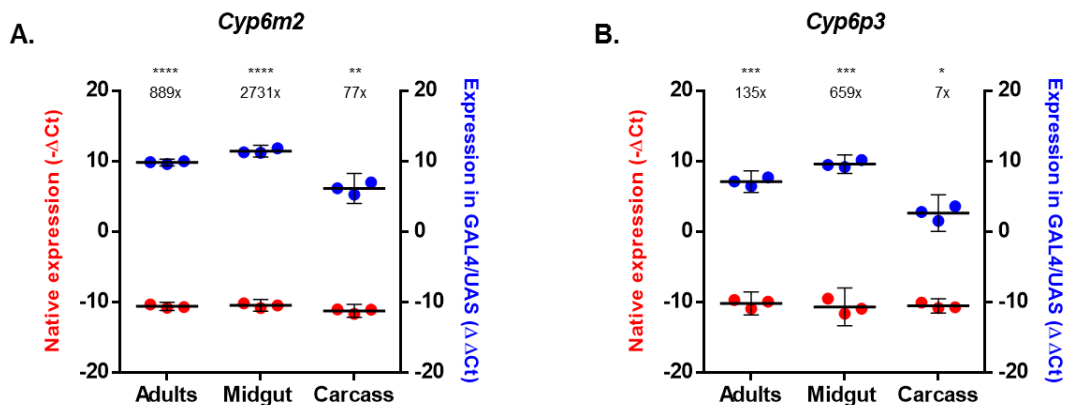 A.
Cyp6m2
**** **** **
889x 2731x 77x
Native expression (-ΔCt)
20
10
0
-10
-20
20
10
0
-10
-20
Expression in GAL4/UAS (Δ ΔCt)
Adults Midgut Carcass
B.
Cyp6p3
*** *** *
135x 659x 7x
Native expression (-ΔCt)
20
10
0
-10
-20
20
10
0
-10
-20
Expression in GAL4/UAS (Δ ΔCt)
Adults Midgut Carcass